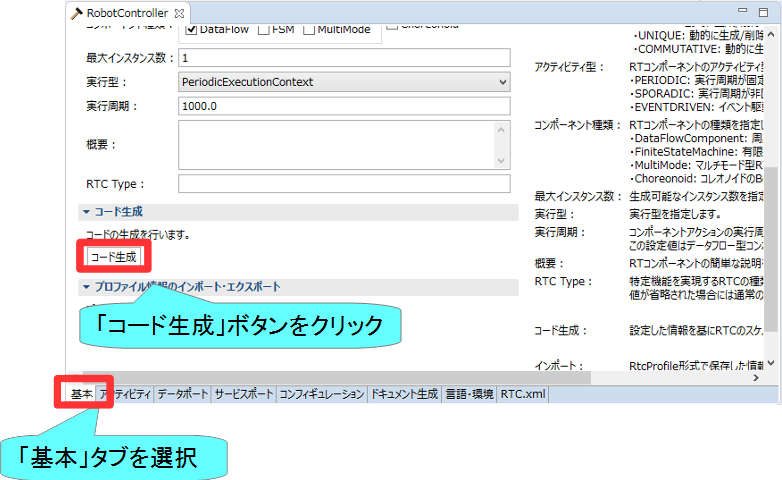 RobotController
DataFlow FSM MultiMode
最大インスタンス数： 1
実行型： PeriodicExecutionContext
実行周期： 1000.0
概要：
RTC Type：
コード生成
コードの生成を行います。
コード生成
プロファイル情報のインポート・エクスポート
「コード生成」ボタンをクリック
・UNIQUE: 動的に生成/削除
・COMMUTATIVE: 動的に生
アクティビティ型： RTコンポーネントのアクティビティ型
・PERIODIC: 実行周期が固定
・SPORADIC: 実行周期が非
・EVENTDRIVEN: イベント駆
コンポーネント種類： RTコンポーネントの種類を指定し
・DataFlowComponent: 周
・FiniteStateMachine: 有限
・MultiMode: マルチモード型R
・Choreonoid: コレオノイドのB
最大インスタンス数： 生成可能なインスタンス数を指定
実行型： 実行型を指定します。
実行周期： コンポーネントアクションの実行周
この設定値はデータフロー型コン
概要： RTコンポーネントの簡単な説明
RTC Type： 特定機能を実現するRTCの種
値が省略された場合には通常の
コード生成： 設定した情報を基にRTCのスケ
インポート： RtcProfile形式で保存した情報
基本 アクティビティ データポート サービスポート コンフィギュレーション ドキュメント生成 言語・環境 RTC.xml
「基本」タブを選択